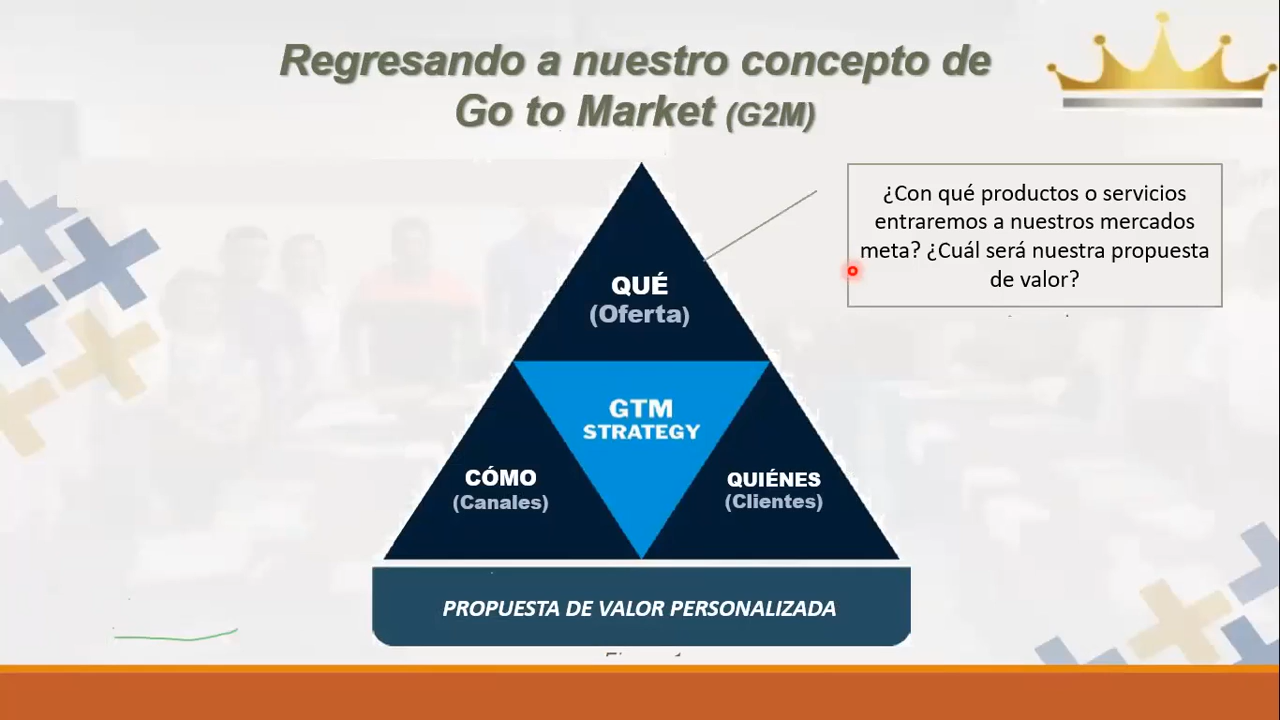 Regresando a nuestro concepto de
Go to Market (G2M)
¿Con qué productos o servicios
entraremos a nuestros mercados
meta? ¿Cuál será nuestra propuesta
de valor?
QUÉ
(Oferta)
GTM
STRATEGY
CÓMO
(Canales)
QUIÉNES
(Clientes)
PROPUESTA DE VALOR PERSONALIZADA